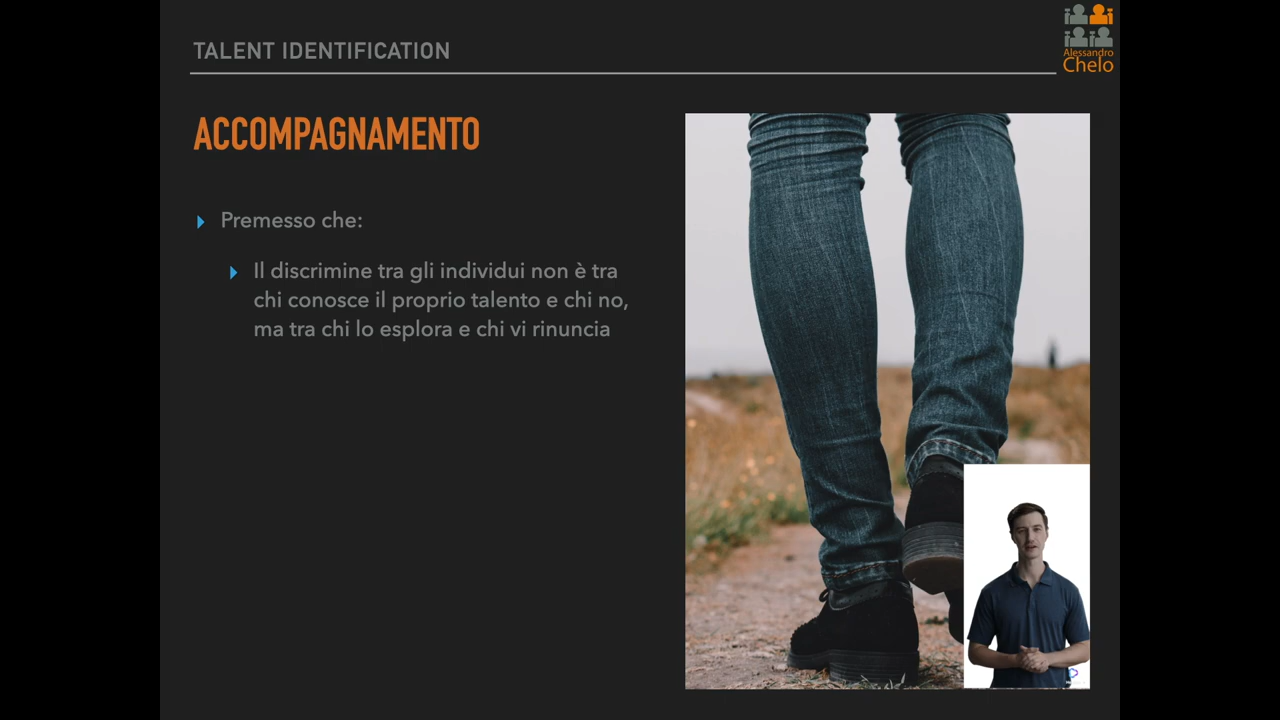 TALENT IDENTIFICATION
Alessandro
Chelo
ACCOMPAGNAMENTO
Premesso che:
Il discrimine tra gli individui non è tra
chi conosce il proprio talento e chi no,
ma tra chi lo esplora e chi vi rinuncia